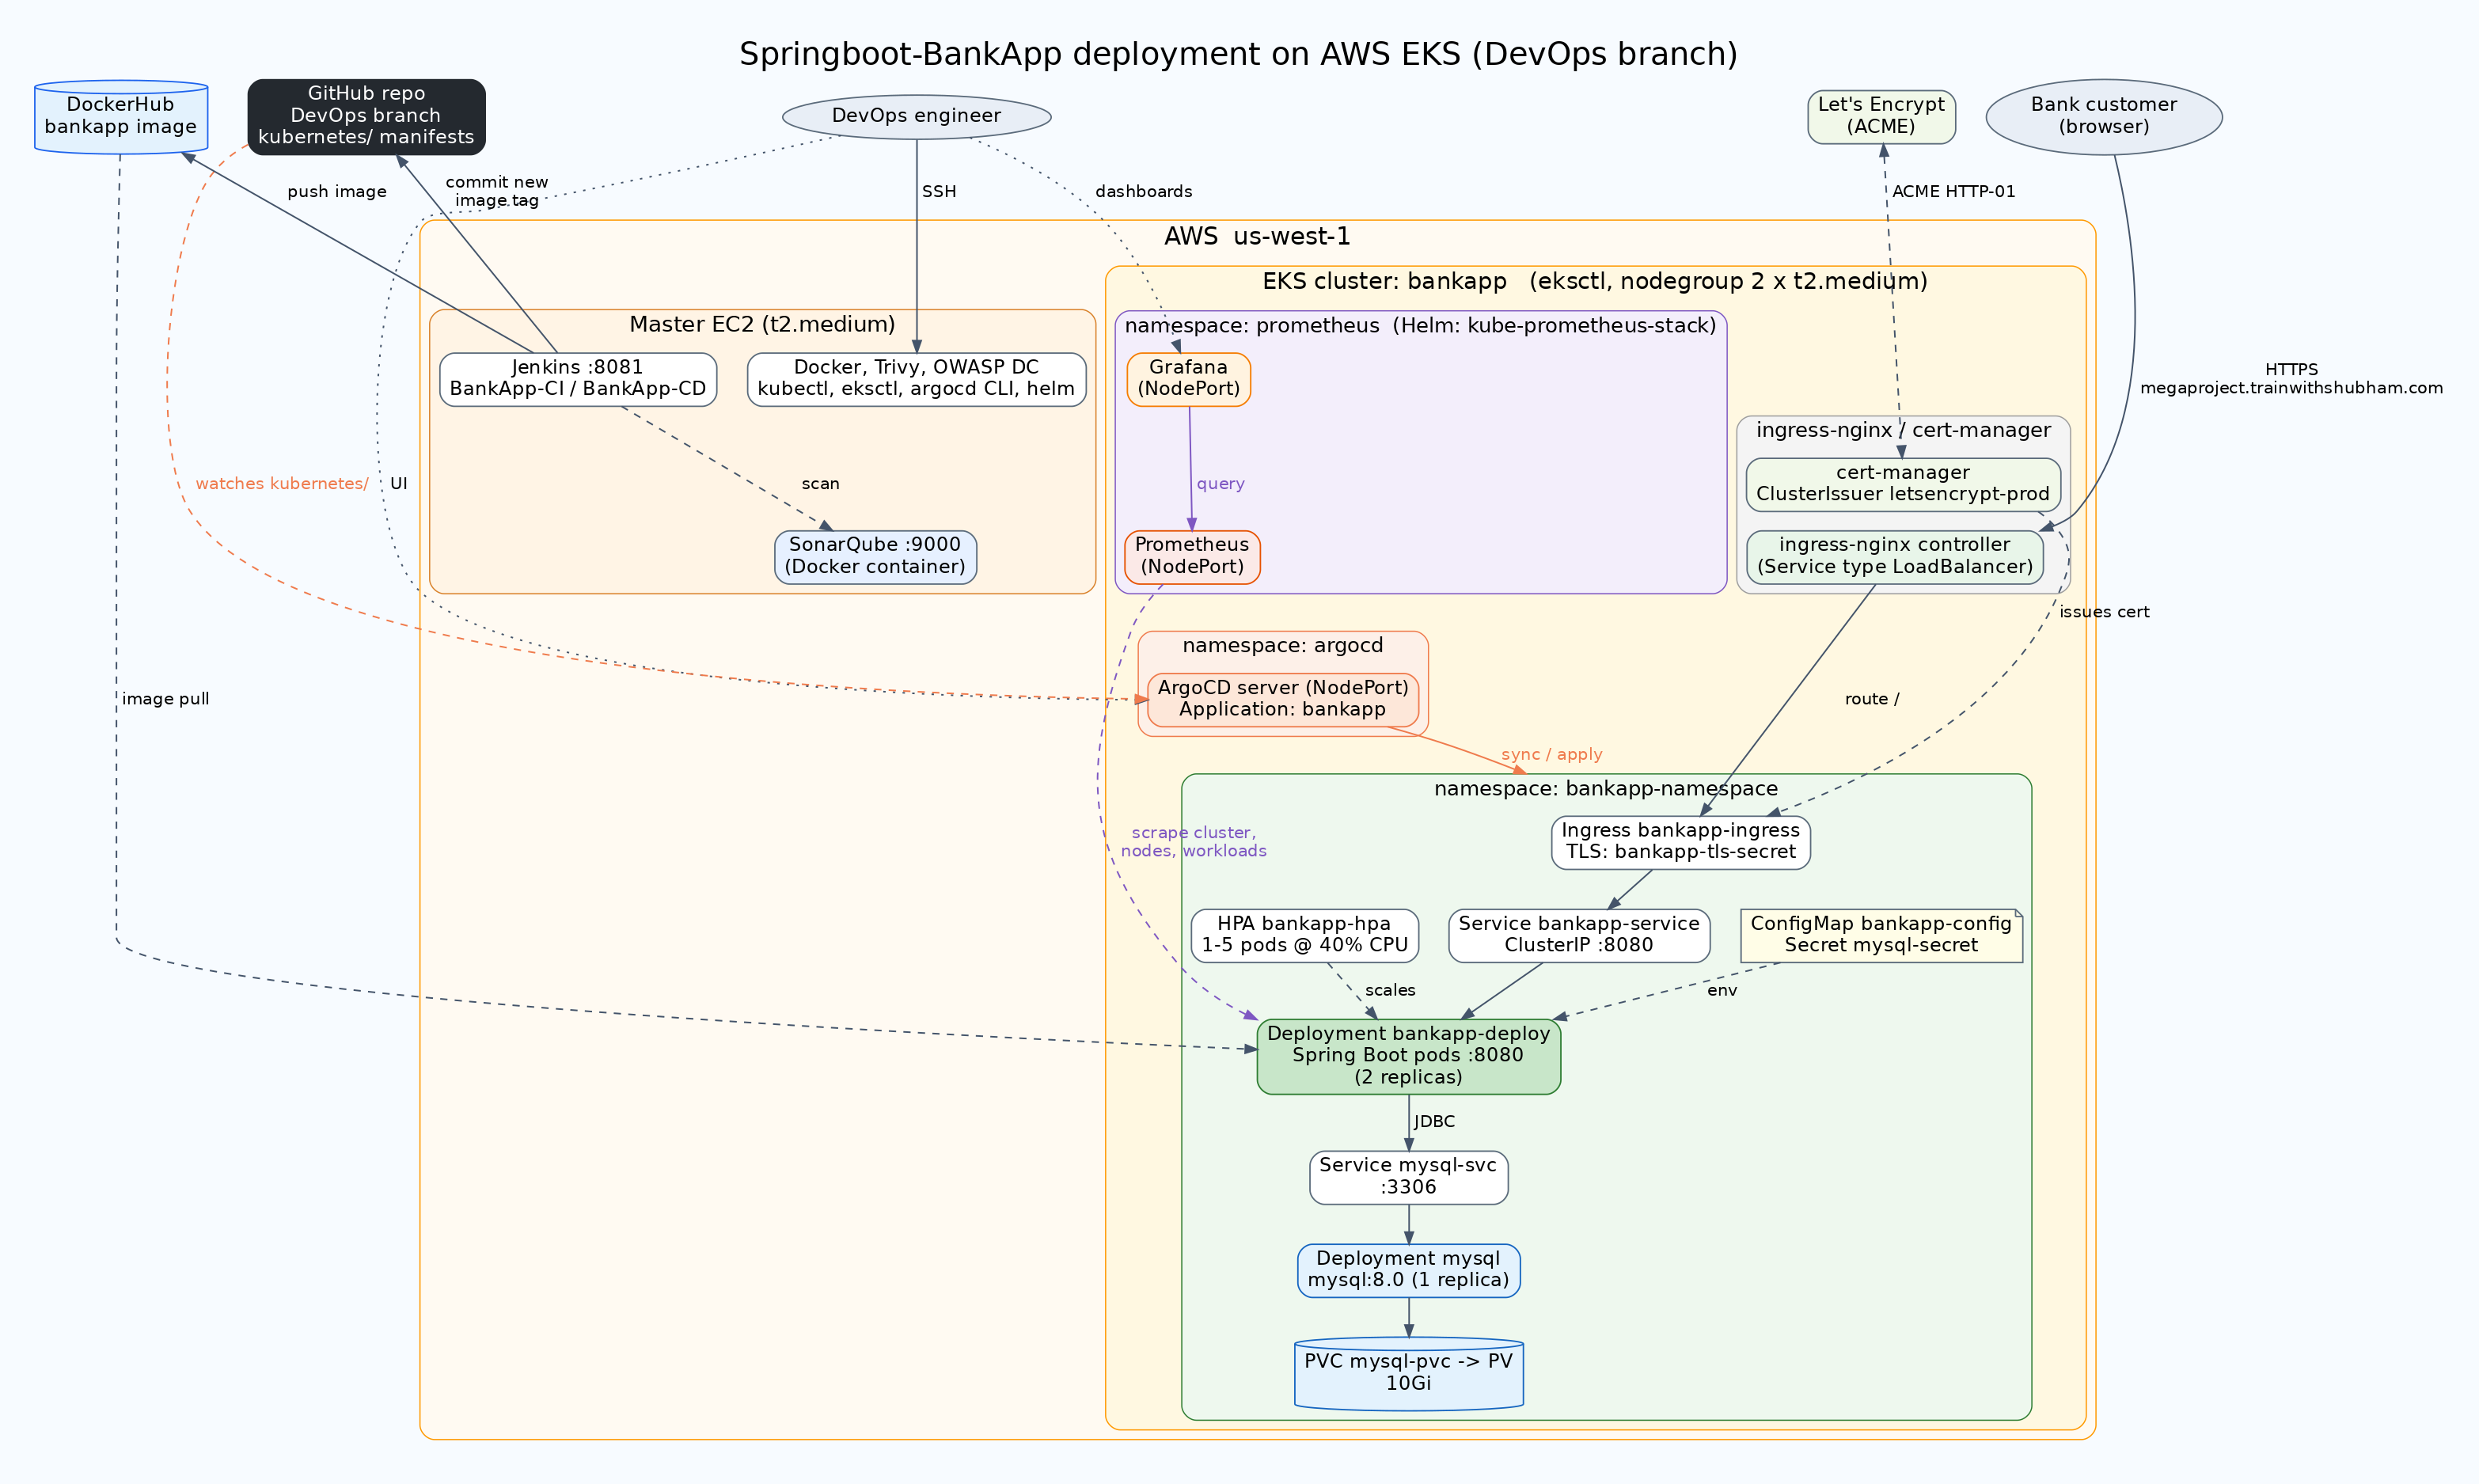 Springboot-BankApp deployment on AWS EKS (DevOps branch)
DockerHub
bankapp image
GitHub repo
DevOps branch
kubernetes/ manifests
DevOps engineer
Let's Encrypt
(ACME)
Bank customer
(browser)
push image
commit new
image tag
SSH
dashboards
ACME HTTP-01
AWS  us-west-1
EKS cluster: bankapp   (eksctl, nodegroup 2 x t2.medium)
Master EC2 (t2.medium)
Jenkins :8081
BankApp-CI / BankApp-CD
Docker, Trivy, OWASP DC
kubectl, eksctl, argocd CLI, helm
namespace: prometheus  (Helm: kube-prometheus-stack)
Grafana
(NodePort)
HTTPS
megaproject.trainwithshubham.com
ingress-nginx / cert-manager
cert-manager
ClusterIssuer letsencrypt-prod
watches kubernetes/
UI
scan
query
SonarQube :9000
(Docker container)
Prometheus
(NodePort)
ingress-nginx controller
(Service type LoadBalancer)
issues cert
namespace: argocd
ArgoCD server (NodePort)
Application: bankapp
image pull
route /
sync / apply
namespace: bankapp-namespace
Ingress bankapp-ingress
TLS: bankapp-tls-secret
scrape cluster,
nodes, workloads
HPA bankapp-hpa
1-5 pods @ 40% CPU
Service bankapp-service
ClusterIP :8080
ConfigMap bankapp-config
Secret mysql-secret
scales
env
Deployment bankapp-deploy
Spring Boot pods :8080
(2 replicas)
JDBC
Service mysql-svc
:3306
Deployment mysql
mysql:8.0 (1 replica)
PVC mysql-pvc -> PV
10Gi